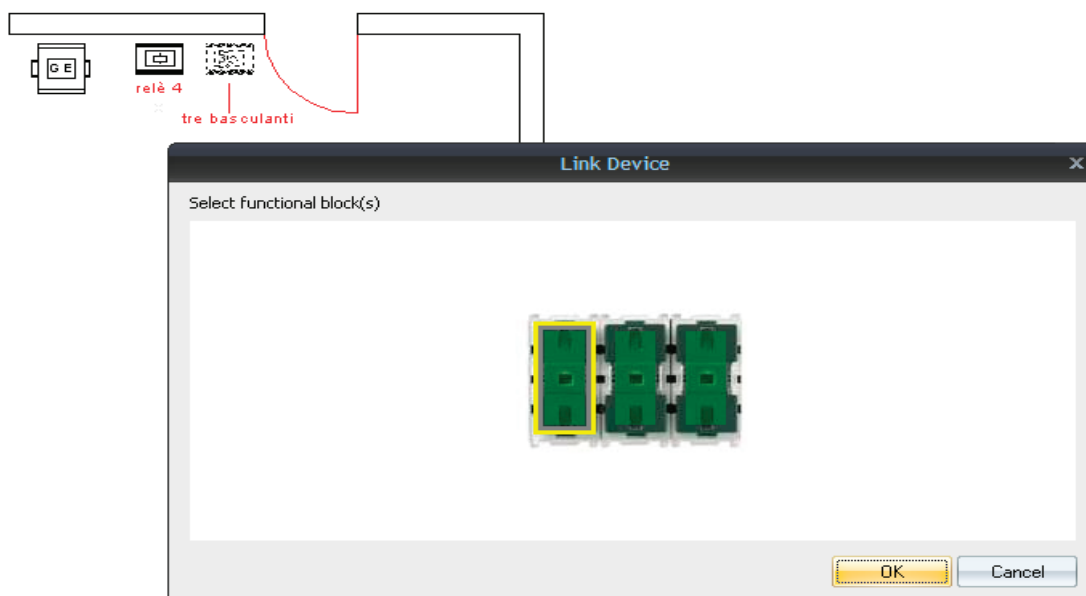 G E
relè 4
tre basculanti
Link Device
x
Select functional block(s)
OK
Cancel